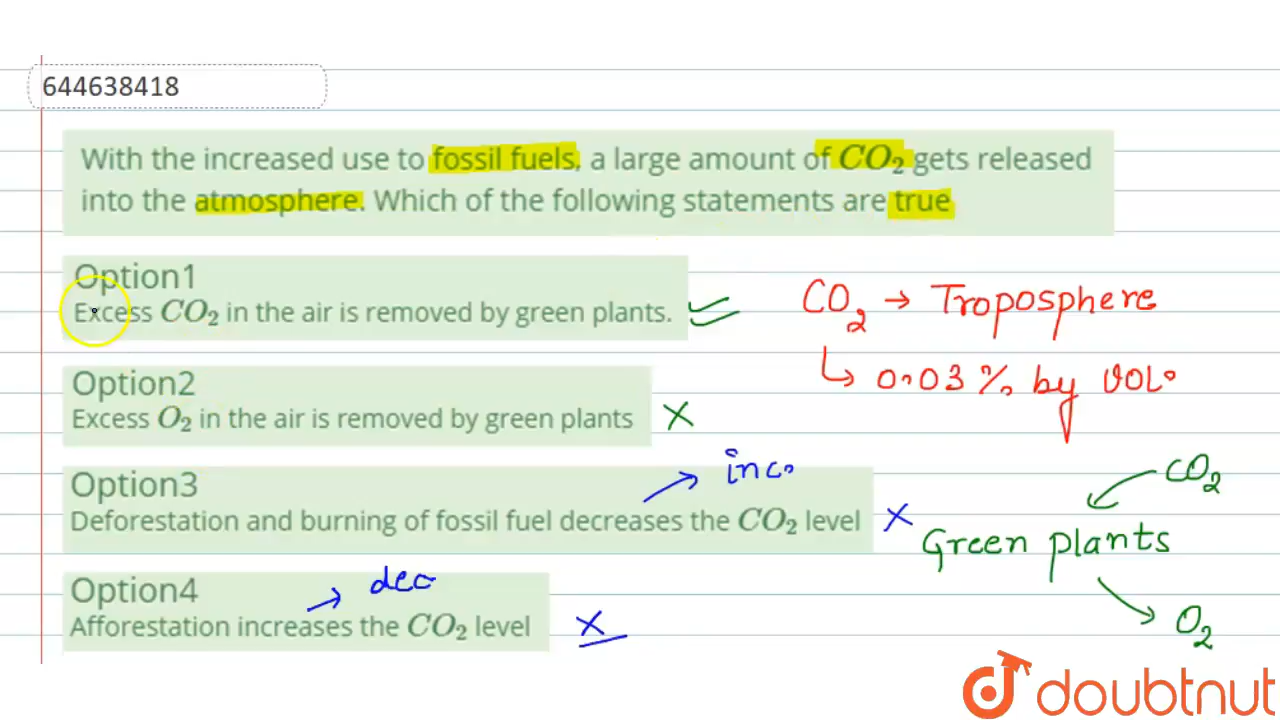 644638418
With the increased use to fossil fuels, a large amount of CO₂ gets released
into the atmosphere. Which of the following statements are true
Option1
Excess CO₂ in the air is removed by green plants.
CO₂ → Troposphere
↳ 0.03 % by vol.
Option2
Excess O₂ in the air is removed by green plants
×
Option3
→ inc.
Deforestation and burning of fossil fuel decreases the CO₂ level
×
CO₂
Green plants
O₂
Option4
→ dec
Afforestation increases the CO₂ level
×
doubtnut